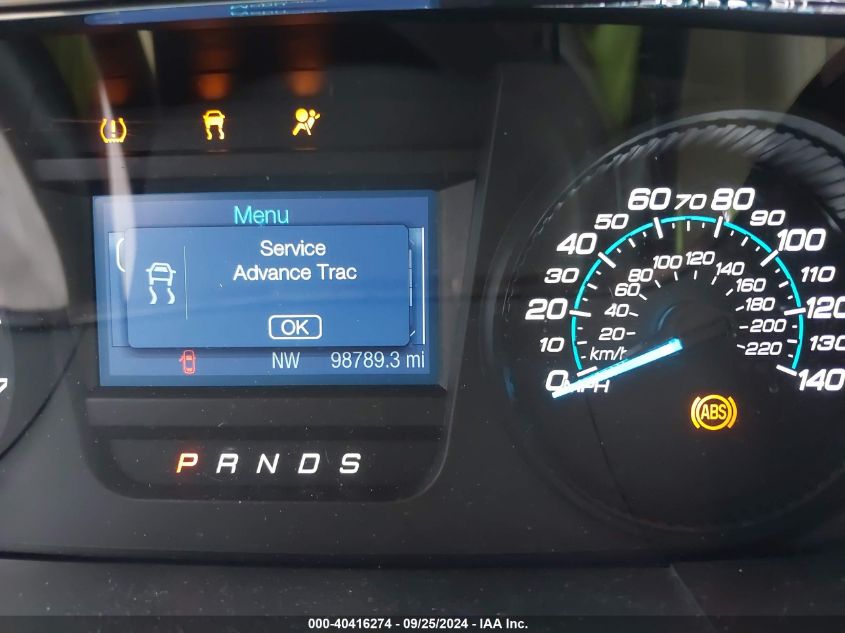 Menu
Service
Advance Trac
OK
NW 98789.3 mi
P R N D S
0 10 20 30 40 50 60 70 80 90 100 110 120 130 140
MPH
20 40 60 80 100 120 140 160 180 200 220
km/h
ABS
000-40416274 - 09/25/2024 - IAA Inc.